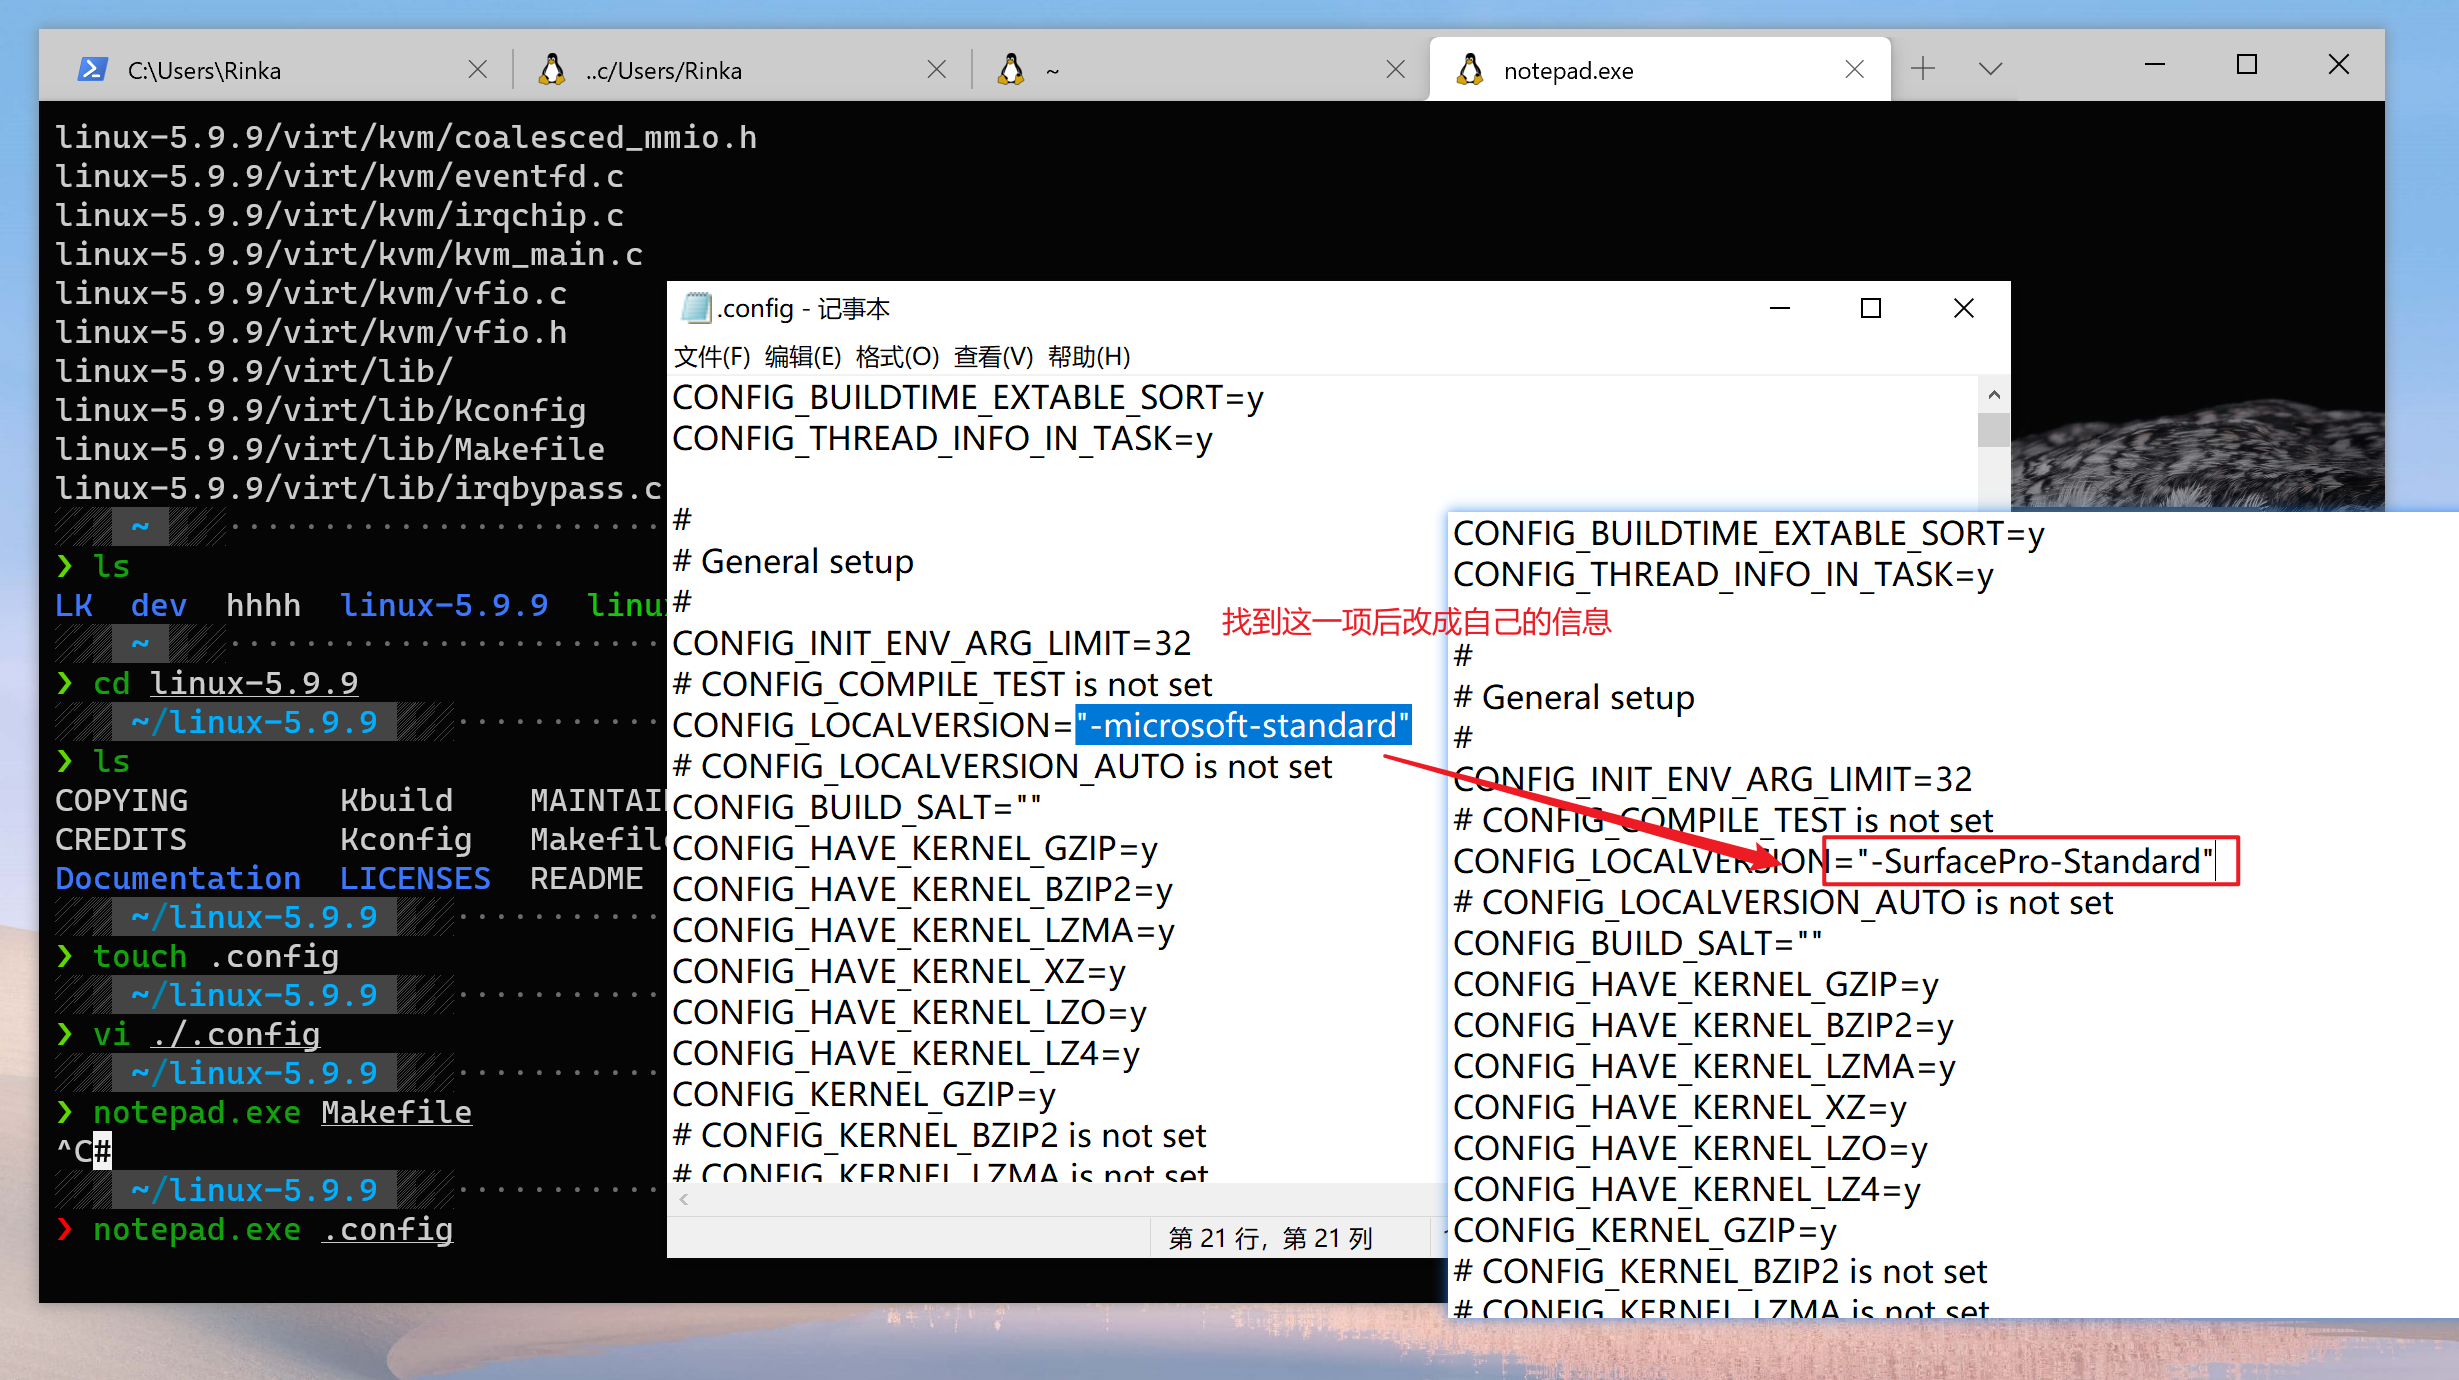 C:\Users\Rinka
..c/Users/Rinka
~
notepad.exe
linux-5.9.9/virt/kvm/coalesced_mmio.h
linux-5.9.9/virt/kvm/eventfd.c
linux-5.9.9/virt/kvm/irqchip.c
linux-5.9.9/virt/kvm/kvm_main.c
linux-5.9.9/virt/kvm/vfio.c
linux-5.9.9/virt/kvm/vfio.h
linux-5.9.9/virt/lib/
linux-5.9.9/virt/lib/Kconfig
linux-5.9.9/virt/lib/Makefile
linux-5.9.9/virt/lib/irqbypass.c
~
❯ ls
LK dev hhhh linux-5.9.9 linu
~
❯ cd linux-5.9.9
~/linux-5.9.9
❯ ls
COPYING Kbuild MAINTAI
CREDITS Kconfig Makefil
Documentation LICENSES README
~/linux-5.9.9
❯ touch .config
~/linux-5.9.9
❯ vi ./.config
~/linux-5.9.9
❯ notepad.exe Makefile
^C#
~/linux-5.9.9
❯ notepad.exe .config
.config - 记事本
文件(F) 编辑(E) 格式(O) 查看(V) 帮助(H)
CONFIG_BUILDTIME_EXTABLE_SORT=y
CONFIG_THREAD_INFO_IN_TASK=y
#
# General setup
#
CONFIG_INIT_ENV_ARG_LIMIT=32
# CONFIG_COMPILE_TEST is not set
CONFIG_LOCALVERSION="-microsoft-standard"
# CONFIG_LOCALVERSION_AUTO is not set
CONFIG_BUILD_SALT=""
CONFIG_HAVE_KERNEL_GZIP=y
CONFIG_HAVE_KERNEL_BZIP2=y
CONFIG_HAVE_KERNEL_LZMA=y
CONFIG_HAVE_KERNEL_XZ=y
CONFIG_HAVE_KERNEL_LZO=y
CONFIG_HAVE_KERNEL_LZ4=y
CONFIG_KERNEL_GZIP=y
# CONFIG_KERNEL_BZIP2 is not set
# CONFIG_KERNEL_LZMA is not set
第 21 行，第 21 列
找到这一项后改成自己的信息
CONFIG_BUILDTIME_EXTABLE_SORT=y
CONFIG_THREAD_INFO_IN_TASK=y
#
# General setup
#
CONFIG_INIT_ENV_ARG_LIMIT=32
# CONFIG_COMPILE_TEST is not set
CONFIG_LOCALVERSION="-SurfacePro-Standard"
# CONFIG_LOCALVERSION_AUTO is not set
CONFIG_BUILD_SALT=""
CONFIG_HAVE_KERNEL_GZIP=y
CONFIG_HAVE_KERNEL_BZIP2=y
CONFIG_HAVE_KERNEL_LZMA=y
CONFIG_HAVE_KERNEL_XZ=y
CONFIG_HAVE_KERNEL_LZO=y
CONFIG_HAVE_KERNEL_LZ4=y
CONFIG_KERNEL_GZIP=y
# CONFIG_KERNEL_BZIP2 is not set
# CONFIG_KERNEL_LZMA is not set